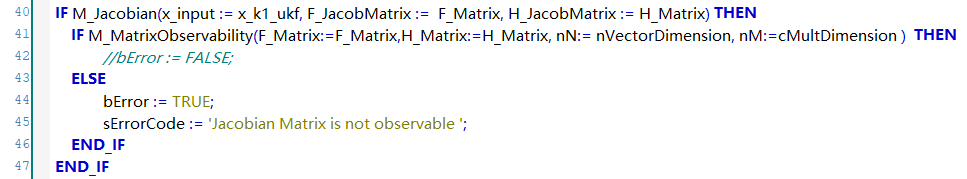 40 IF M_Jacobian(x_input := x_k1_ukf, F_JacobMatrix := F_Matrix, H_JacobMatrix := H_Matrix) THEN
41 IF M_MatrixObservability(F_Matrix:=F_Matrix,H_Matrix:=H_Matrix, nN:= nVectorDimension, nM:=cMultDimension ) THEN
42 //bError := FALSE;
43 ELSE
44 bError := TRUE;
45 sErrorCode := 'Jacobian Matrix is not observable ';
46 END_IF
47 END_IF